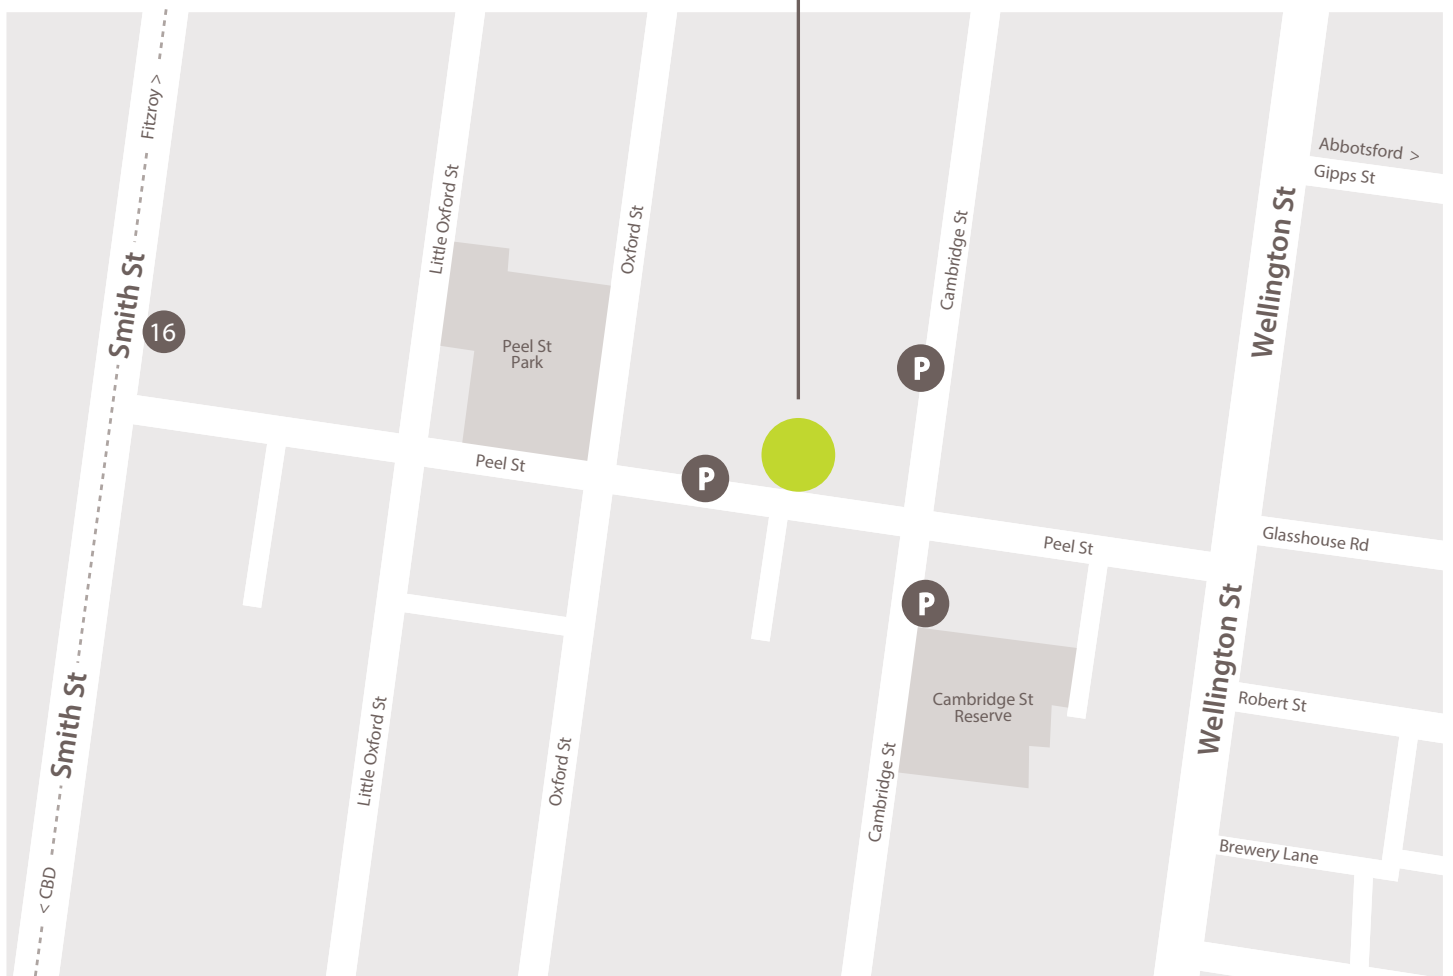 Fitzroy >
Abbotsford >
Gipps St
Little Oxford St
Oxford St
Cambridge St
Wellington St
Smith St
16
Peel St
Park
P
Peel St
P
Peel St
Glasshouse Rd
P
Smith St
Little Oxford St
Oxford St
Cambridge St
Cambridge St
Reserve
Wellington St
Robert St
Brewery Lane
< CBD